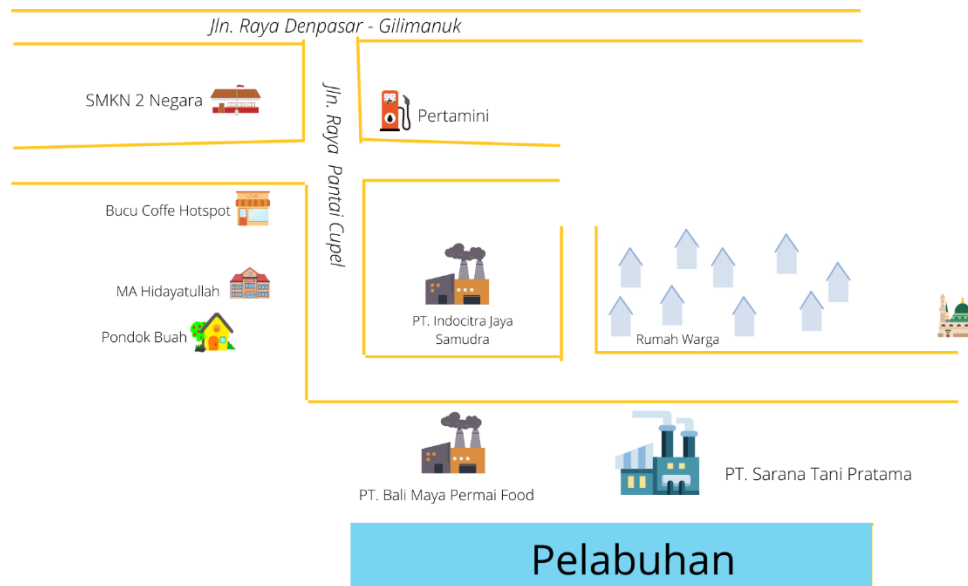 Jln. Raya Denpasar - Gilimanuk
SMKN 2 Negara
Jln. Raya Pantai Cupel
Pertamini
Bucu Coffe Hotspot
MA Hidayatullah
Pondok Buah
PT. Indocitra Jaya
Samudra
Rumah Warga
PT. Bali Maya Permai Food
PT. Sarana Tani Pratama
Pelabuhan